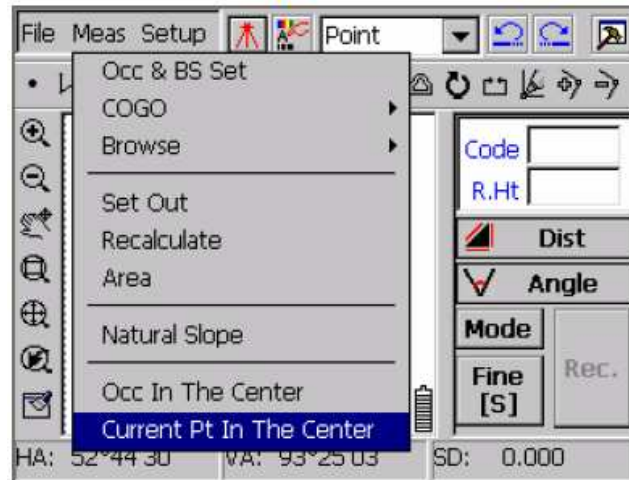 File Meas Setup Point
Occ & BS Set
COGO
Browse
Set Out
Recalculate
Area
Natural Slope
Occ In The Center
Current Pt In The Center
Code
R.Ht
Dist
Angle
Mode
Fine
[S]
Rec.
HA: 52°44'30 VA: 93°25'03 SD: 0.000